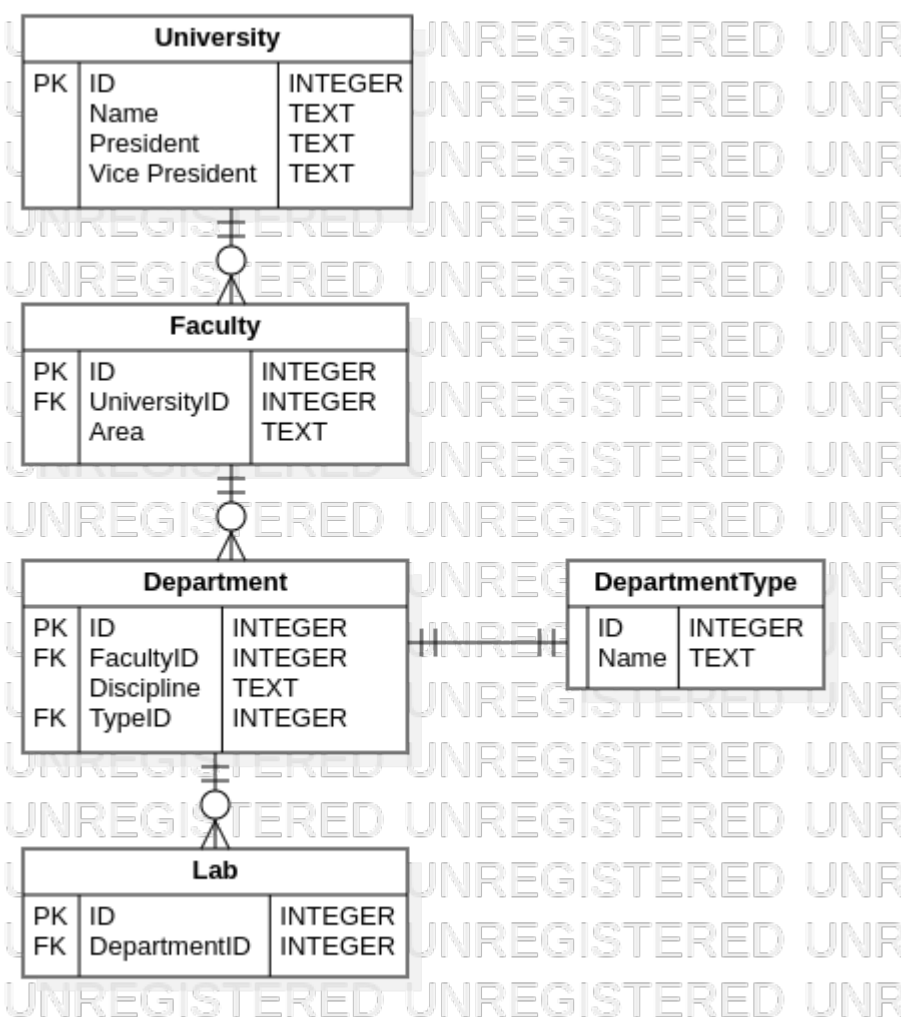 University
PK ID INTEGER
Name TEXT
President TEXT
Vice President TEXT
Faculty
PK ID INTEGER
FK UniversityID INTEGER
Area TEXT
Department
PK ID INTEGER
FK FacultyID INTEGER
Discipline TEXT
FK TypeID INTEGER
DepartmentType
ID INTEGER
Name TEXT
Lab
PK ID INTEGER
FK DepartmentID INTEGER
UNREGISTERED